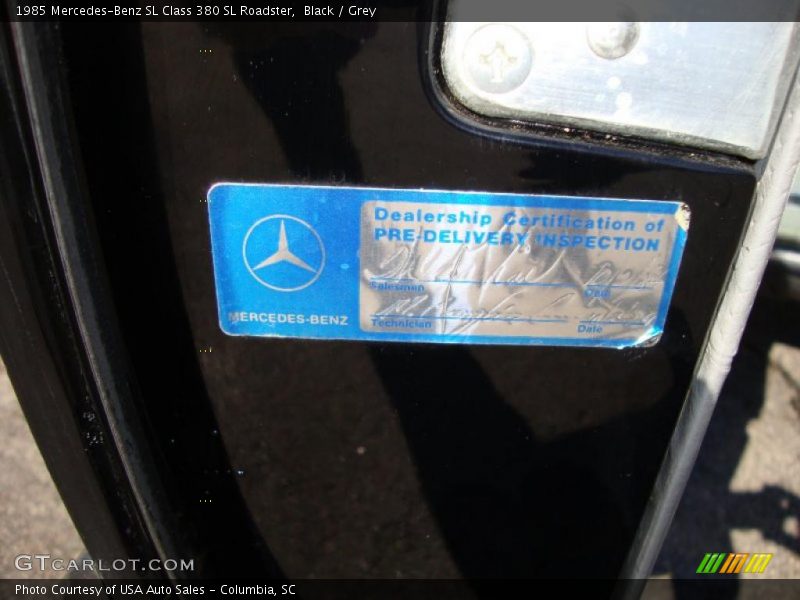 1985 Mercedes-Benz SL Class 380 SL Roadster,  Black / Grey
Dealership Certification of
PRE-DELIVERY INSPECTION
Salesman Date
MERCEDES-BENZ
Technician Date
GTCARLOT.COM
Photo Courtesy of USA Auto Sales - Columbia, SC